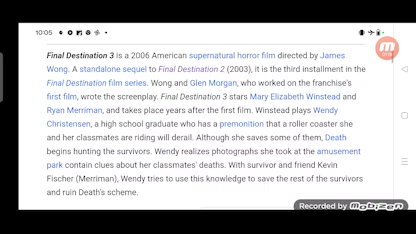 10:05
Final Destination 3 is a 2006 American supernatural horror film directed by James
Wong. A standalone sequel to Final Destination 2 (2003), it is the third installment in the
Final Destination film series. Wong and Glen Morgan, who worked on the franchise's
first film, wrote the screenplay. Final Destination 3 stars Mary Elizabeth Winstead and
Ryan Merriman, and takes place years after the first film. Winstead plays Wendy
Christensen, a high school graduate who has a premonition that a roller coaster she
and her classmates are riding will derail. Although she saves some of them, Death
begins hunting the survivors. Wendy realizes photographs she took at the amusement
park contain clues about her classmates' deaths. With survivor and friend Kevin
Fischer (Merriman), Wendy tries to use this knowledge to save the rest of the survivors
and ruin Death's scheme.
Recorded by Mobizen